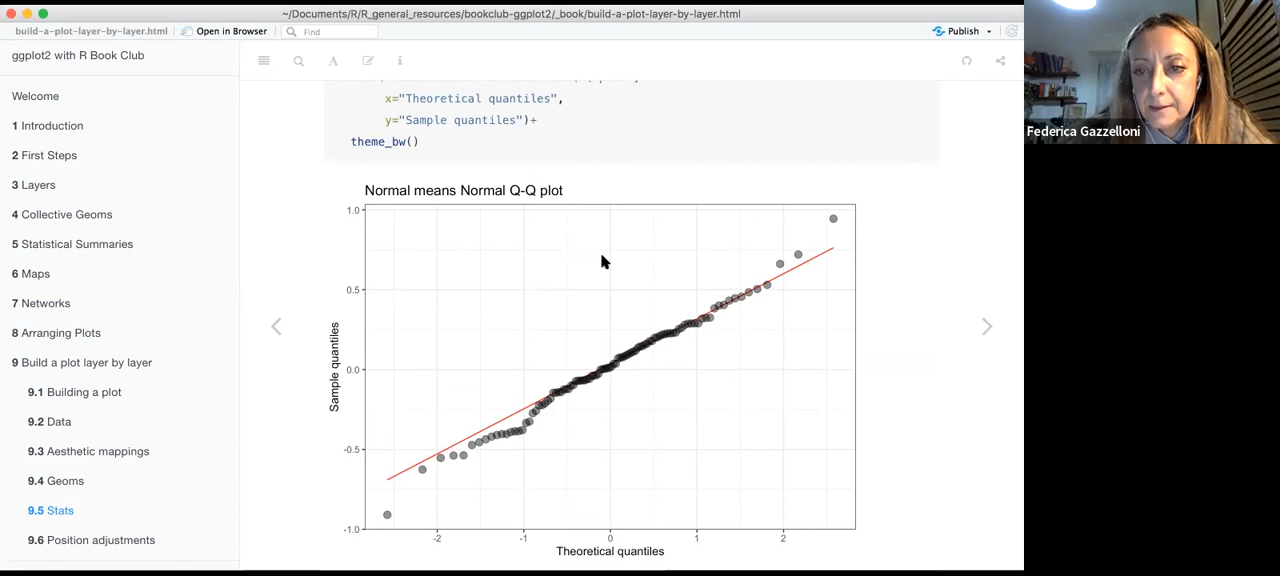 ~/Documents/R/R_general_resources/bookclub-ggplot2/_book/build-a-plot-layer-by-layer.html
build-a-plot-layer-by-layer.html Open in Browser Find Publish
ggplot2 with R Book Club
Welcome
1 Introduction
2 First Steps
3 Layers
4 Collective Geoms
5 Statistical Summaries
6 Maps
7 Networks
8 Arranging Plots
9 Build a plot layer by layer
9.1 Building a plot
9.2 Data
9.3 Aesthetic mappings
9.4 Geoms
9.5 Stats
9.6 Position adjustments
A
i
x="Theoretical quantiles",
y="Sample quantiles")+
theme_bw()
Normal means Normal Q-Q plot
1.0
0.5
0.0
-0.5
-1.0
Sample quantiles
-2 -1 0 1 2
Theoretical quantiles
Federica Gazzelloni